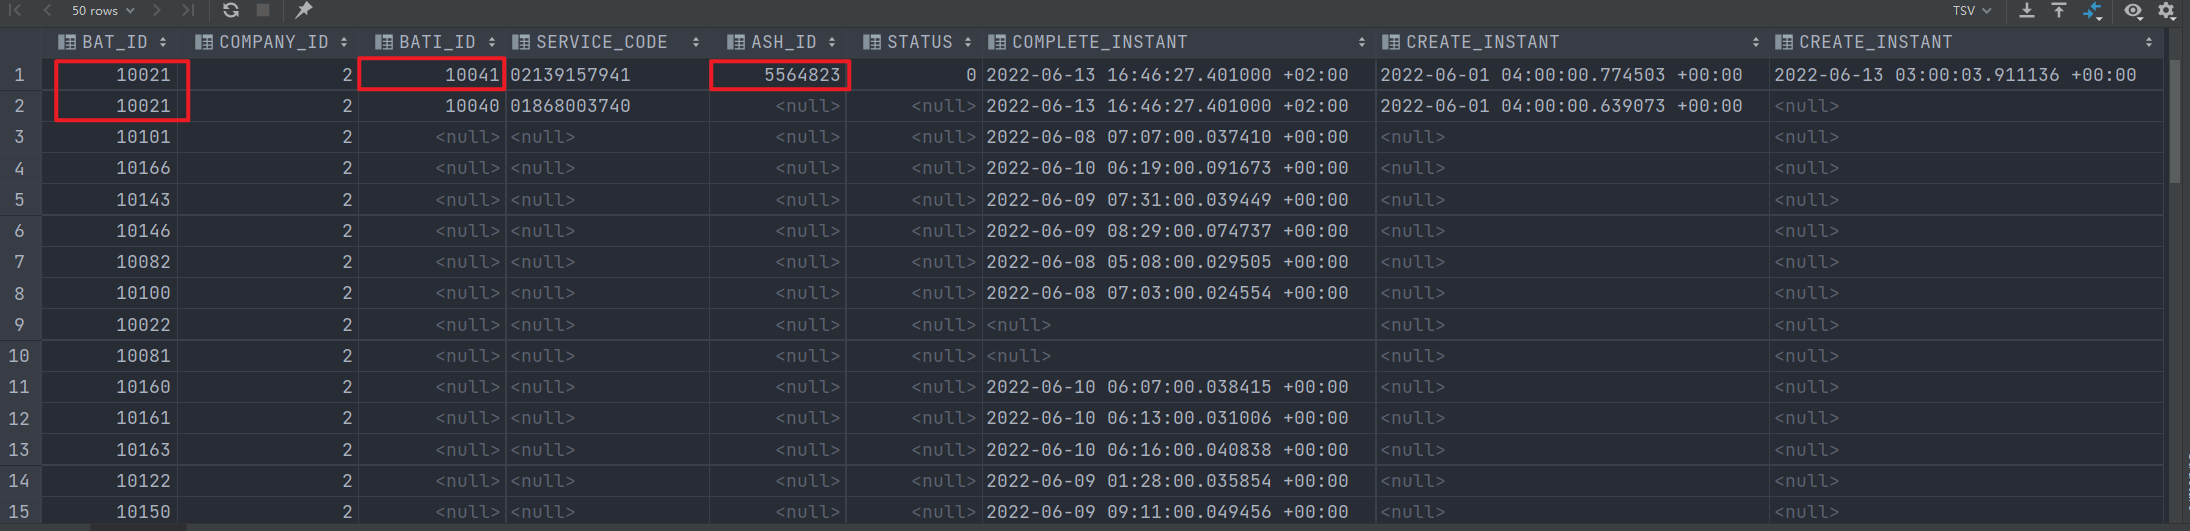 50 rows TSV
BAT_ID COMPANY_ID BATI_ID SERVICE_CODE ASH_ID STATUS COMPLETE_INSTANT CREATE_INSTANT CREATE_INSTANT
1 10021 2 10041 02139157941 5564823 0 2022-06-13 16:46:27.401000 +02:00 2022-06-01 04:00:00.774503 +00:00 2022-06-13 03:00:03.911136 +00:00
2 10021 2 10040 01868003740 <null> <null> 2022-06-13 16:46:27.401000 +02:00 2022-06-01 04:00:00.639073 +00:00 <null>
3 10101 2 <null> <null> <null> <null> 2022-06-08 07:07:00.037410 +00:00 <null> <null>
4 10166 2 <null> <null> <null> <null> 2022-06-10 06:19:00.091673 +00:00 <null> <null>
5 10143 2 <null> <null> <null> <null> 2022-06-09 07:31:00.039449 +00:00 <null> <null>
6 10146 2 <null> <null> <null> <null> 2022-06-09 08:29:00.074737 +00:00 <null> <null>
7 10082 2 <null> <null> <null> <null> 2022-06-08 05:08:00.029505 +00:00 <null> <null>
8 10100 2 <null> <null> <null> <null> 2022-06-08 07:03:00.024554 +00:00 <null> <null>
9 10022 2 <null> <null> <null> <null> <null> <null> <null>
10 10081 2 <null> <null> <null> <null> <null> <null> <null>
11 10160 2 <null> <null> <null> <null> 2022-06-10 06:07:00.038415 +00:00 <null> <null>
12 10161 2 <null> <null> <null> <null> 2022-06-10 06:13:00.031006 +00:00 <null> <null>
13 10163 2 <null> <null> <null> <null> 2022-06-10 06:16:00.040838 +00:00 <null> <null>
14 10122 2 <null> <null> <null> <null> 2022-06-09 01:28:00.035854 +00:00 <null> <null>
15 10150 2 <null> <null> <null> <null> 2022-06-09 09:11:00.049456 +00:00 <null> <null>